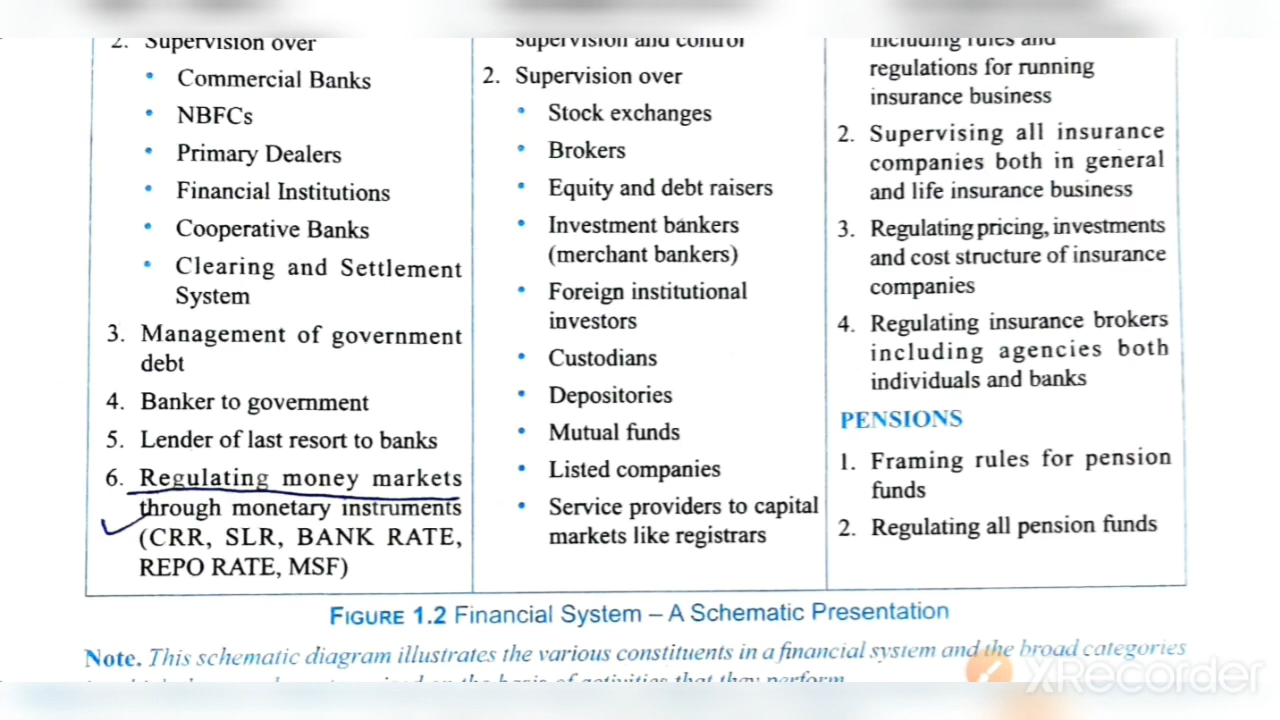 2. Supervision over
• Commercial Banks
• NBFCs
• Primary Dealers
• Financial Institutions
• Cooperative Banks
• Clearing and Settlement
System
3. Management of government
debt
4. Banker to government
5. Lender of last resort to banks
6. Regulating money markets
through monetary instruments
(CRR, SLR, BANK RATE,
REPO RATE, MSF)
supervision and control
2. Supervision over
• Stock exchanges
• Brokers
• Equity and debt raisers
• Investment bankers
(merchant bankers)
• Foreign institutional
investors
• Custodians
• Depositories
• Mutual funds
• Listed companies
• Service providers to capital
markets like registrars
including rules and
regulations for running
insurance business
2. Supervising all insurance
companies both in general
and life insurance business
3. Regulating pricing, investments
and cost structure of insurance
companies
4. Regulating insurance brokers
including agencies both
individuals and banks
PENSIONS
1. Framing rules for pension
funds
2. Regulating all pension funds
FIGURE 1.2 Financial System – A Schematic Presentation
Note. This schematic diagram illustrates the various constituents in a financial system and the broad categories
on the basis of activities that they perform
XRecorder